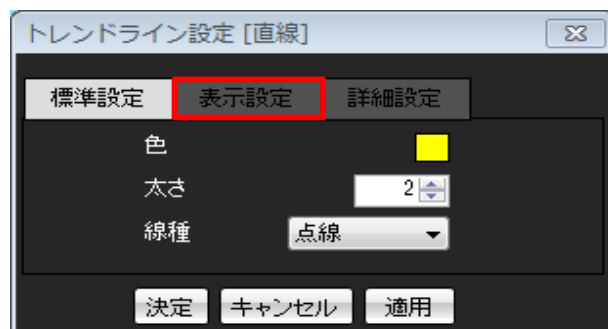 トレンドライン設定 [直線]
標準設定 表示設定 詳細設定
色
太さ 2
線種 点線
決定 キャンセル 適用